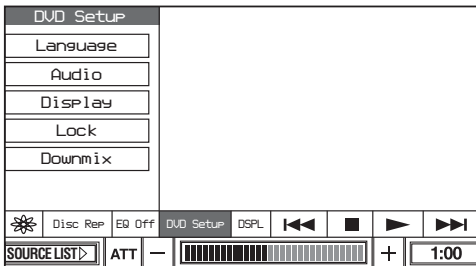 DVD Setup
Language
Audio
Display
Lock
Downmix
Disc Rep EQ Off DVD Setup DSPL
SOURCE LIST ATT − + 1:00